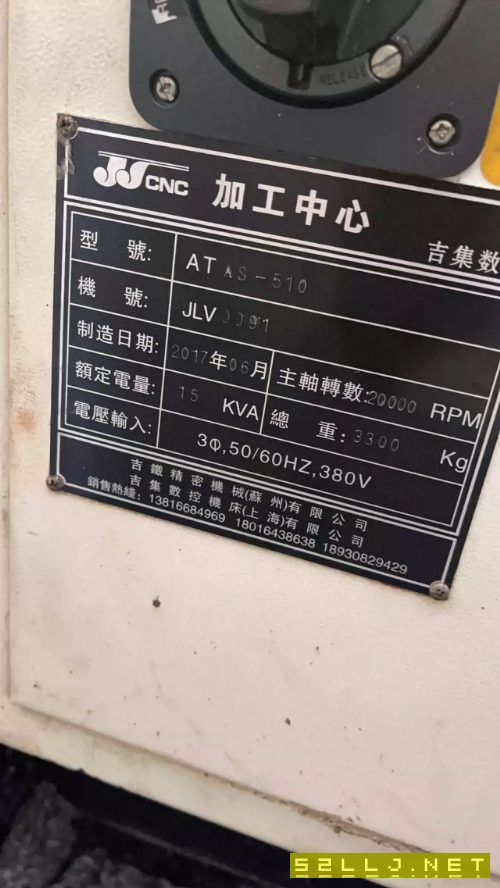 RELEASE
JJ CNC 加工中心 吉集数
型 號: AT AS-510
機 號: JLV JJ91
制造日期: 2017年06月 主軸轉數:20000 RPM
額定電量: 15 KVA 總 重: 3300 Kg
電壓輸入: 3Φ,50/60HZ,380V
吉鐵精密機械(蘇州)有限公司
吉集數控機床(上海)有限公司
銷售熱綫: 13816684969 18016438638 18930829429
52LLJ.NET